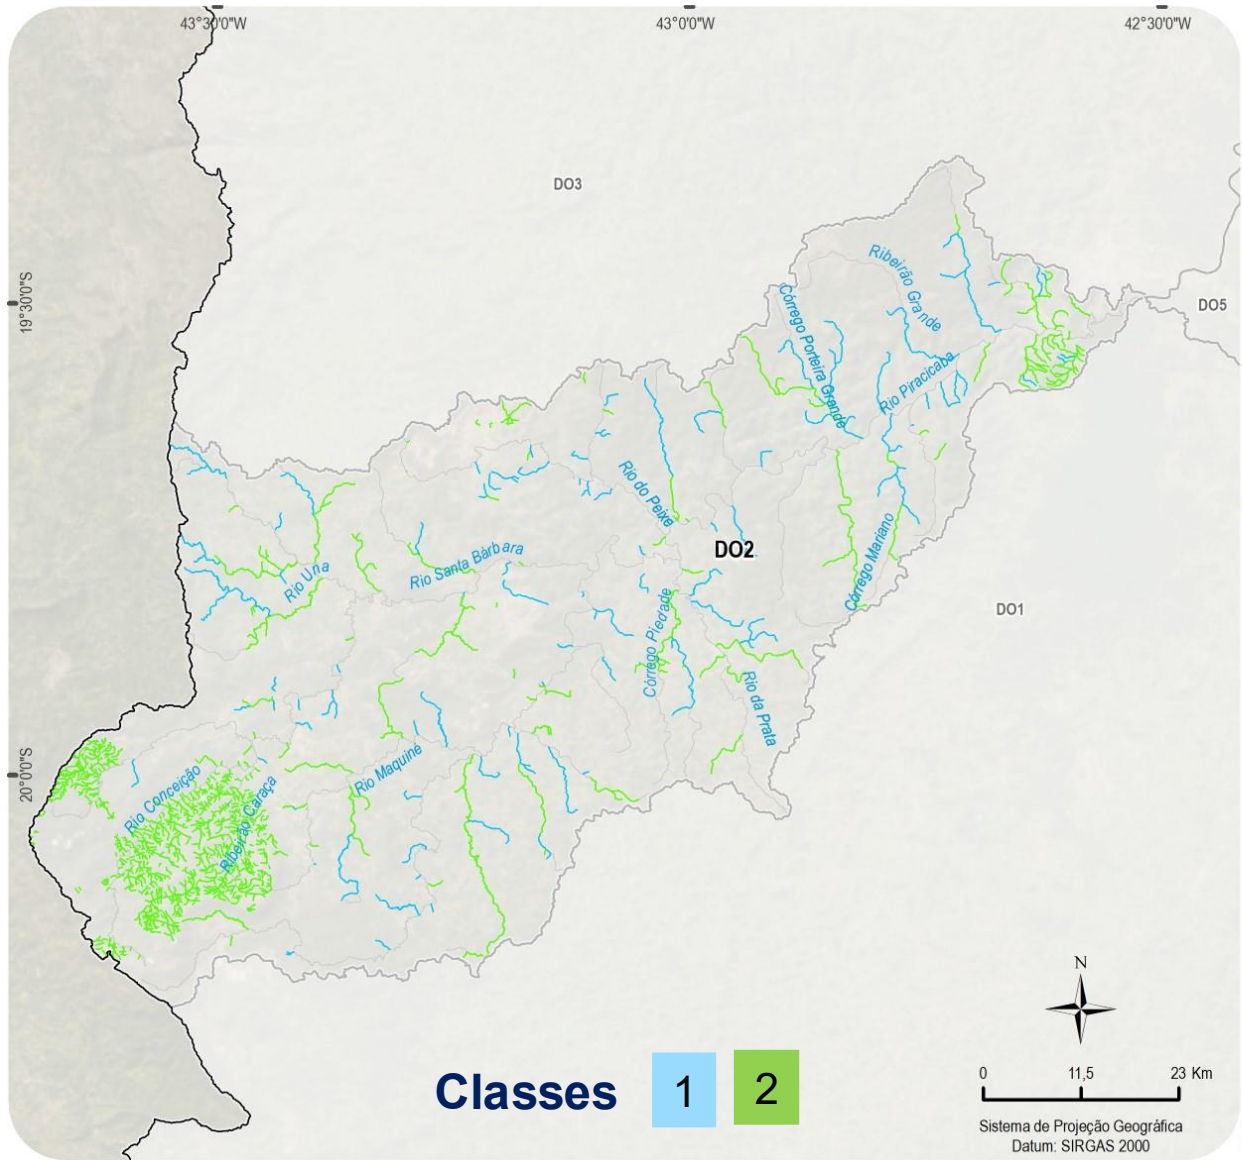 43°30'0"W
43°0'0"W
42°30'0"W
DO3
19°30'0"S
DO5
Ribeirão Grande
Córrego Porteira Grande
Rio Piracicaba
Rio do Peixe
DO2
Rio Santa Bárbara
Rio Una
Córrego Mariano
Córrego Piedade
DO1
Rio da Prata
20°0'0"S
Rio Maquiné
Rio Conceição
Ribeirão Caraça
N
Classes 1 2
0 11,5 23 Km
Sistema de Projeção Geográfica
Datum: SIRGAS 2000